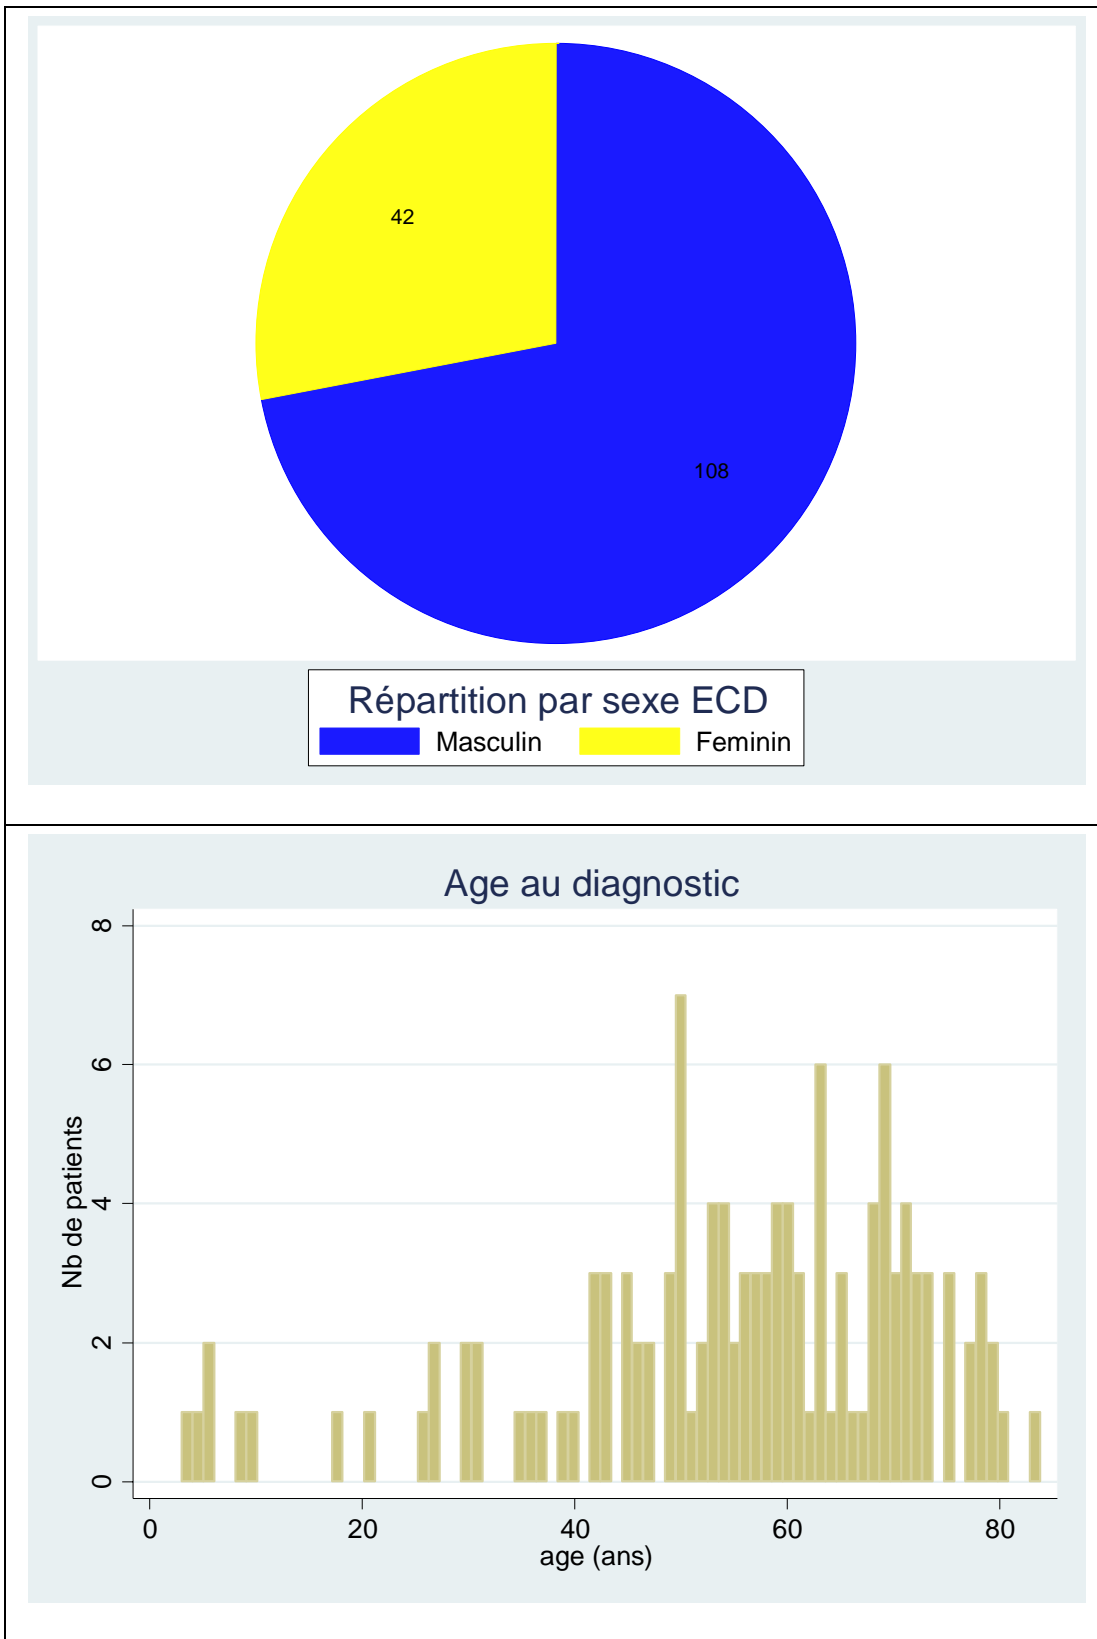 42
108
Répartition par sexe ECD
Masculin Feminin
Age au diagnostic
8
6
4
2
0
Nb de patients
0 20 40 60 80
age (ans)